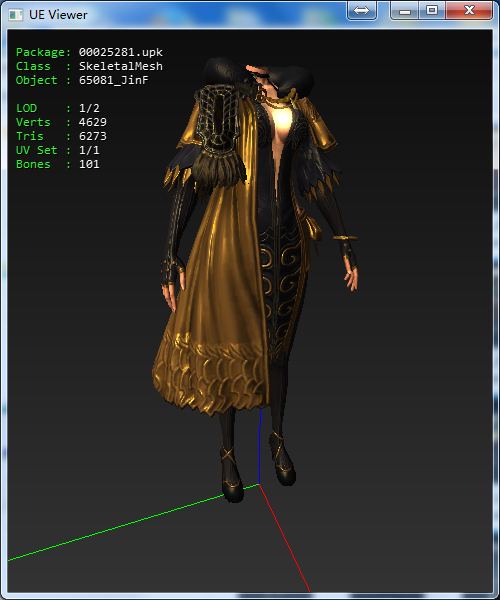 UE Viewer
Package: 00025281.upk
Class : SkeletalMesh
Object : 65081_JinF
LOD : 1/2
Verts : 4629
Tris : 6273
UV Set : 1/1
Bones : 101